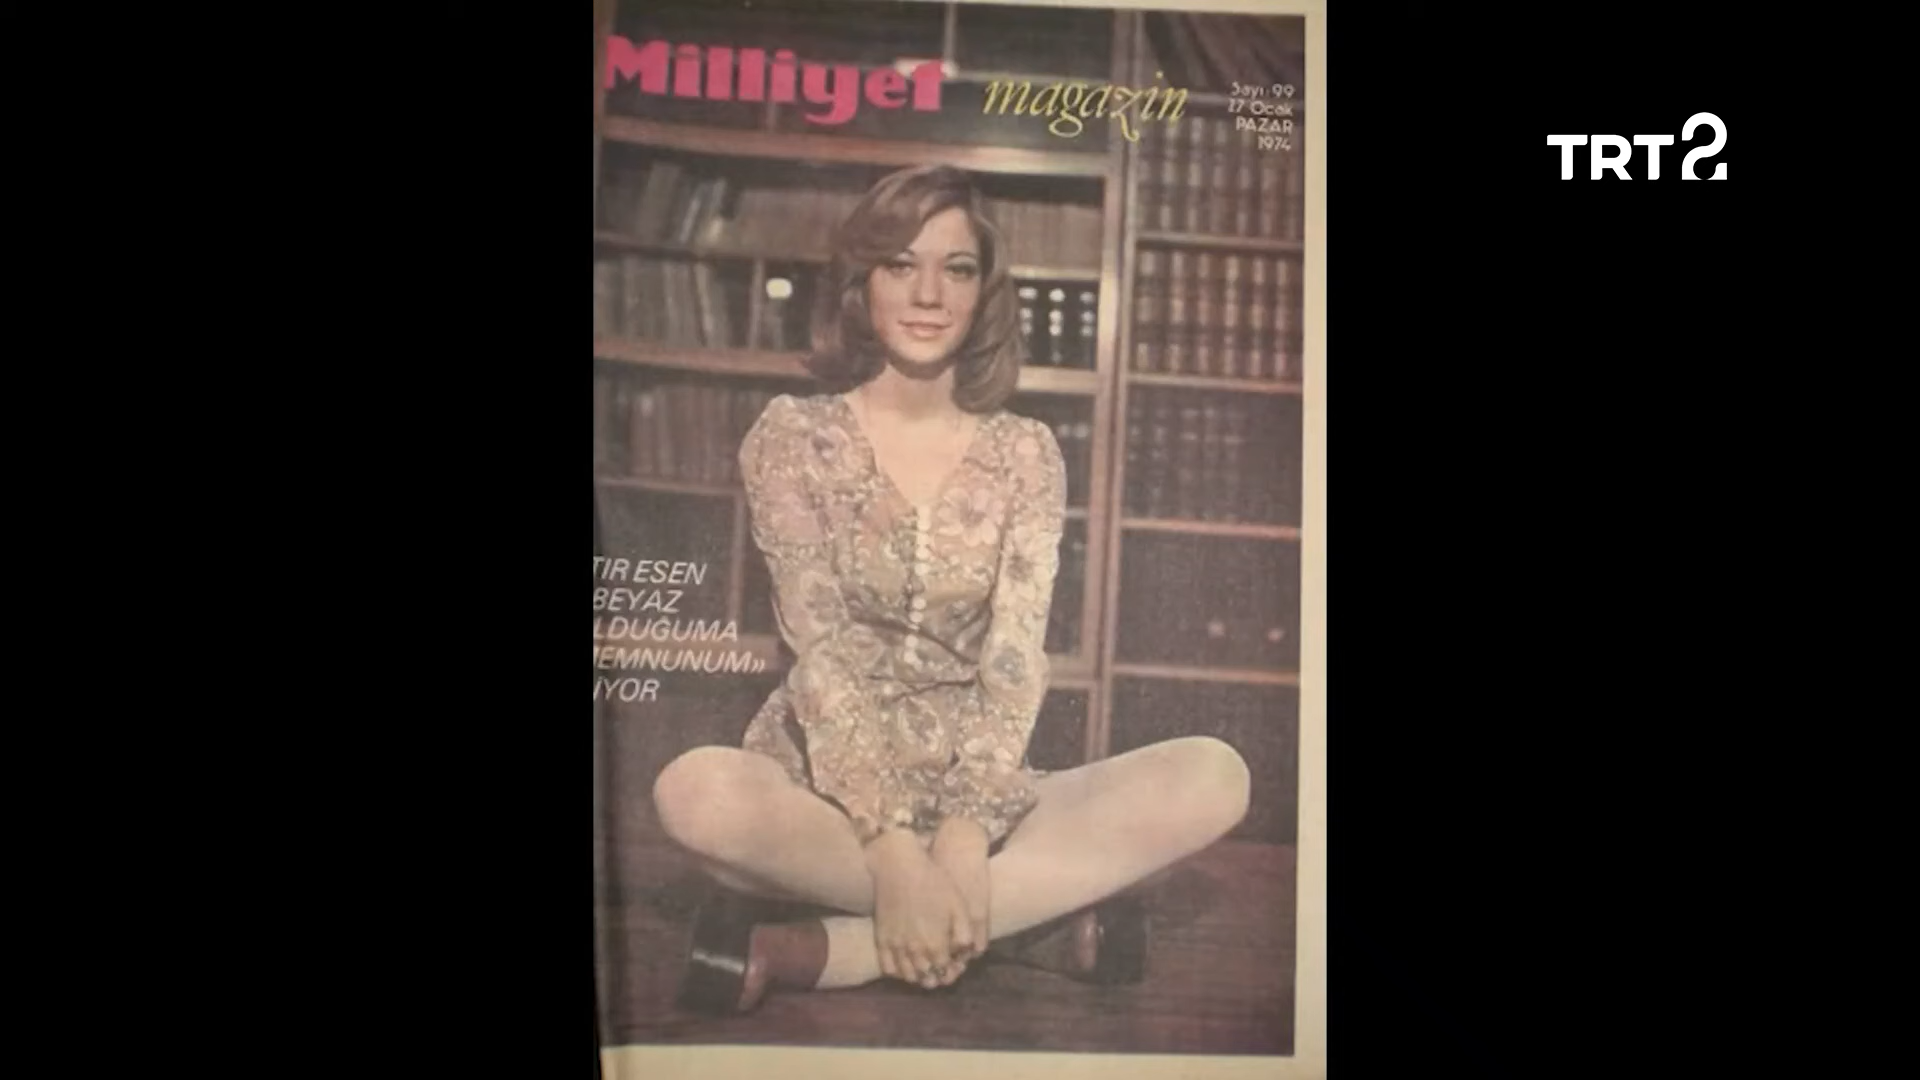 Milliyet magazin
Sayı: 99
27 Ocak
PAZAR
1974
TRT2
TIR ESEN
BEYAZ
LDUĞUMA
EMNUNUM»
İYOR